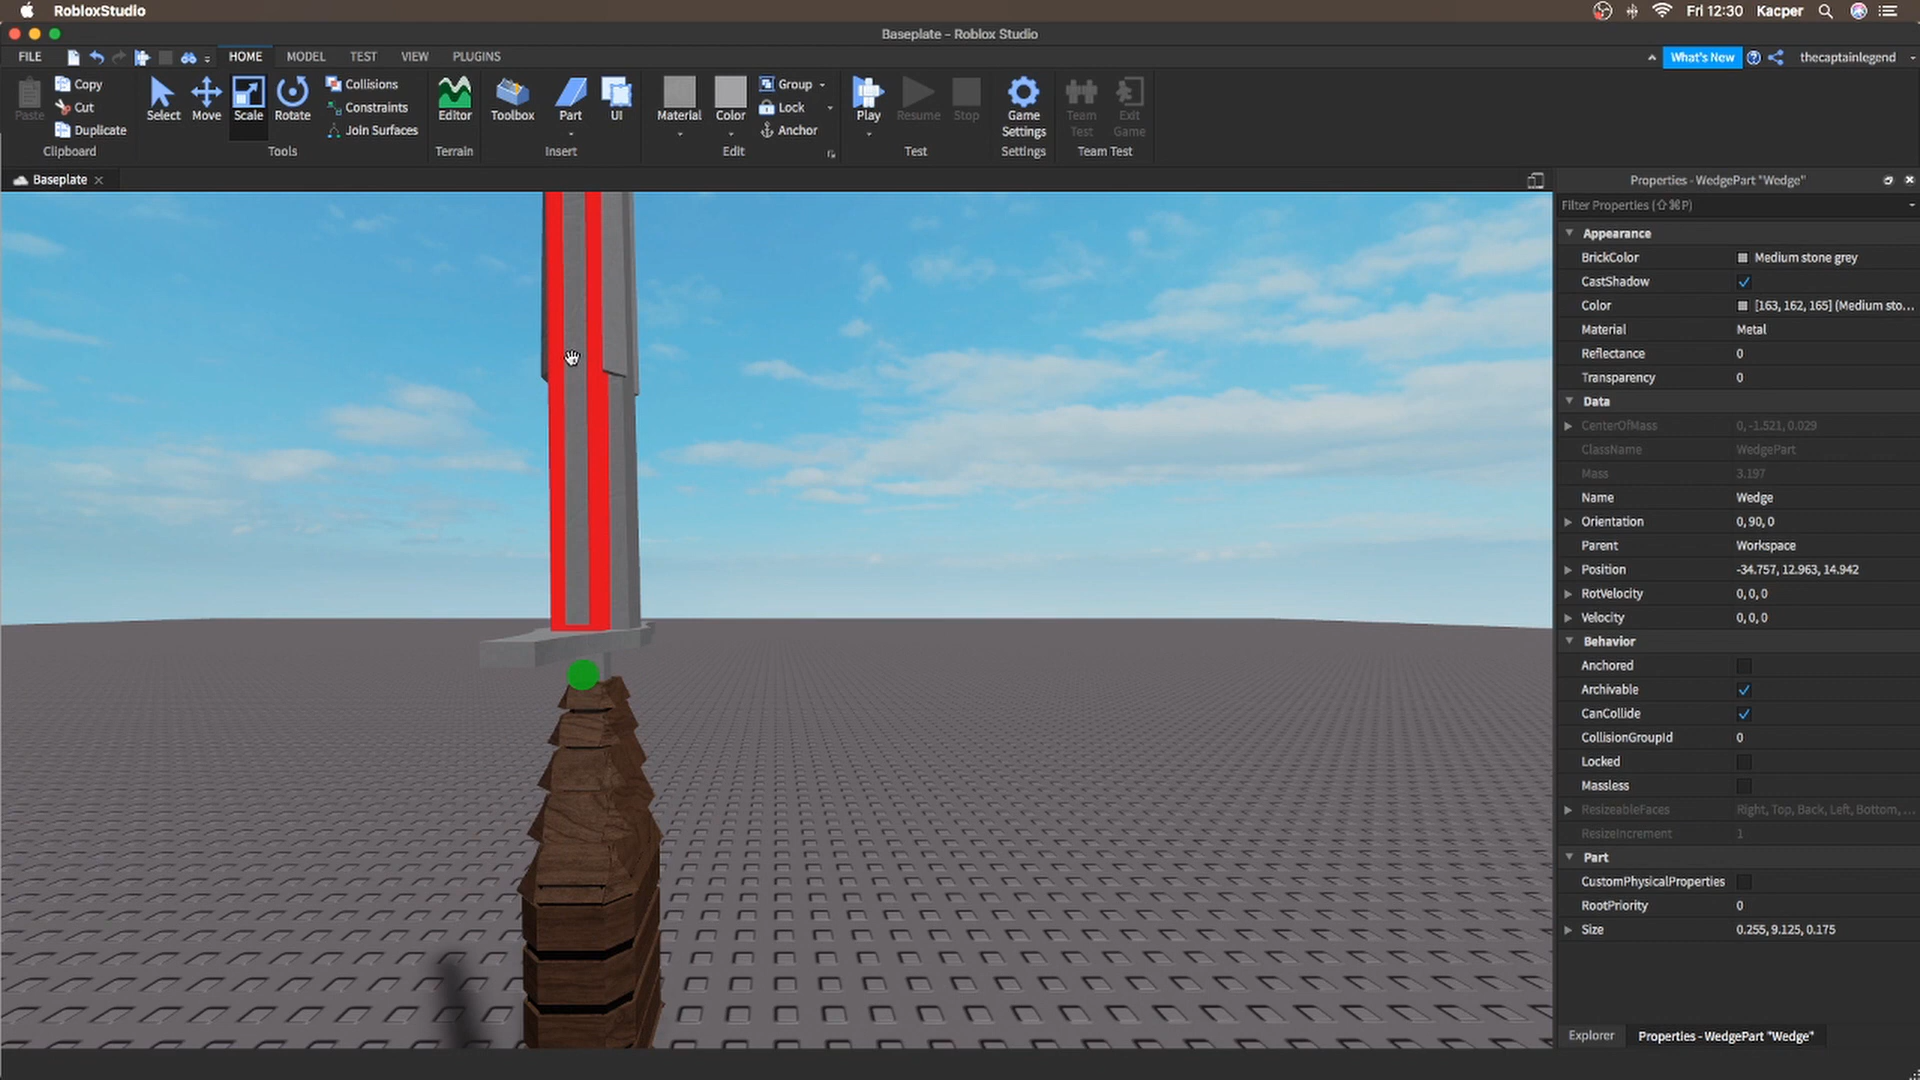 RobloxStudio
Fri 12:30 Kacper
Baseplate - Roblox Studio
FILE HOME MODEL TEST VIEW PLUGINS What's New thecaptainlegend
Paste Copy Cut Duplicate
Clipboard
Select Move Scale Rotate
Collisions
Constraints
Join Surfaces
Tools
Editor
Terrain
Toolbox Part UI
Insert
Material Color Group
Lock
Anchor
Edit
Play Resume Stop
Test
Game Settings
Settings
Team Test Exit Game
Team Test
Baseplate
Properties - WedgePart "Wedge"
Filter Properties (⇧⌘P)
Appearance
BrickColor Medium stone grey
CastShadow
Color [163, 162, 165] (Medium sto...
Material Metal
Reflectance 0
Transparency 0
Data
CenterOfMass 0, -1.521, 0.029
ClassName WedgePart
Mass 3.197
Name Wedge
Orientation 0, 90, 0
Parent Workspace
Position -34.757, 12.963, 14.942
RotVelocity 0, 0, 0
Velocity 0, 0, 0
Behavior
Anchored
Archivable
CanCollide
CollisionGroupId 0
Locked
Massless
ResizeableFaces Right, Top, Back, Left, Bottom, ...
ResizeIncrement 1
Part
CustomPhysicalProperties
RootPriority 0
Size 0.255, 9.125, 0.175
Explorer Properties - WedgePart "Wedge"